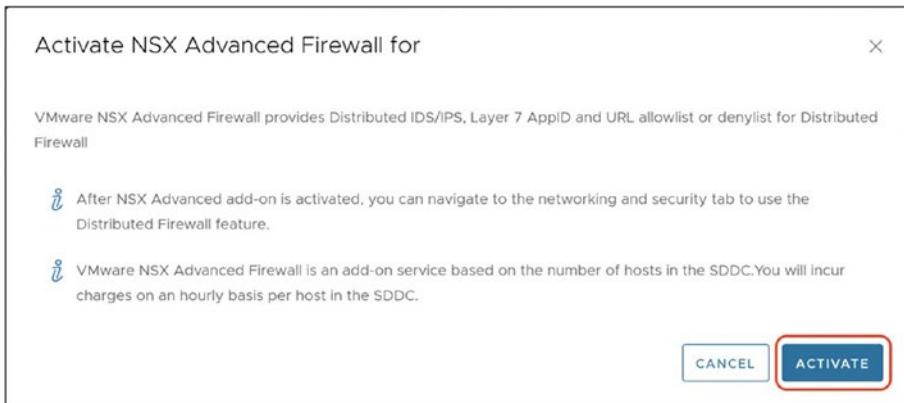 Activate NSX Advanced Firewall for
VMware NSX Advanced Firewall provides Distributed IDS/IPS, Layer 7 AppID and URL allowlist or denylist for Distributed
Firewall
After NSX Advanced add-on is activated, you can navigate to the networking and security tab to use the
Distributed Firewall feature.
VMware NSX Advanced Firewall is an add-on service based on the number of hosts in the SDDC.You will incur
charges on an hourly basis per host in the SDDC.
CANCEL ACTIVATE